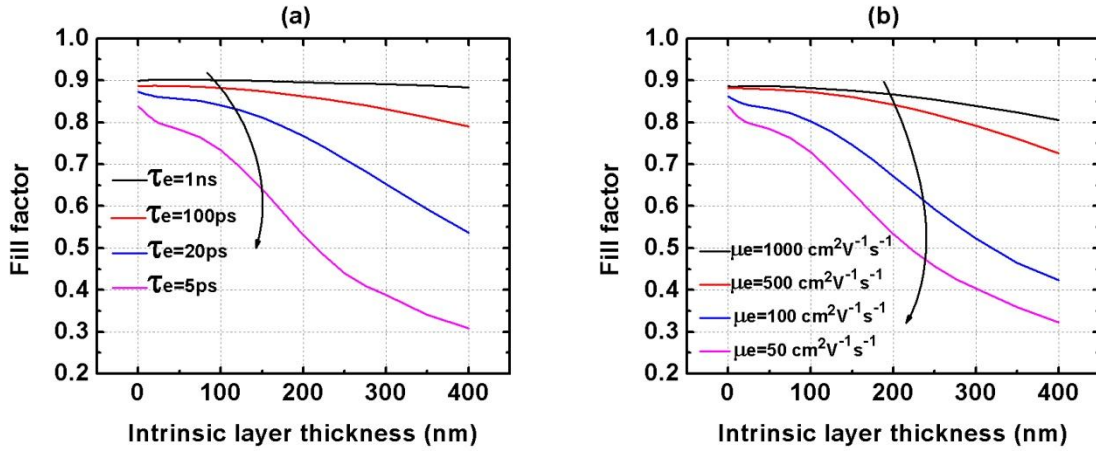 (a)
1.0
0.9
0.8
0.7
0.6
0.5
0.4
0.3
0.2
Fill factor
τe=1ns
τe=100ps
τe=20ps
τe=5ps
0 100 200 300 400
Intrinsic layer thickness (nm)
(b)
1.0
0.9
0.8
0.7
0.6
0.5
0.4
0.3
0.2
Fill factor
μe=1000 cm²V⁻¹s⁻¹
μe=500 cm²V⁻¹s⁻¹
μe=100 cm²V⁻¹s⁻¹
μe=50 cm²V⁻¹s⁻¹
0 100 200 300 400
Intrinsic layer thickness (nm)